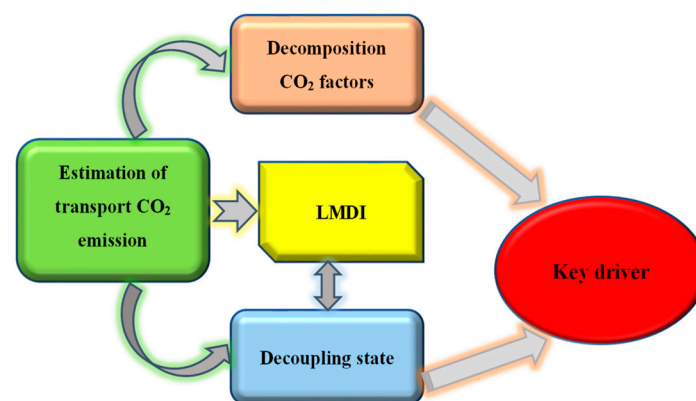 Decomposition
CO₂ factors
Estimation of
transport CO₂
emission
LMDI
Key driver
Decoupling state